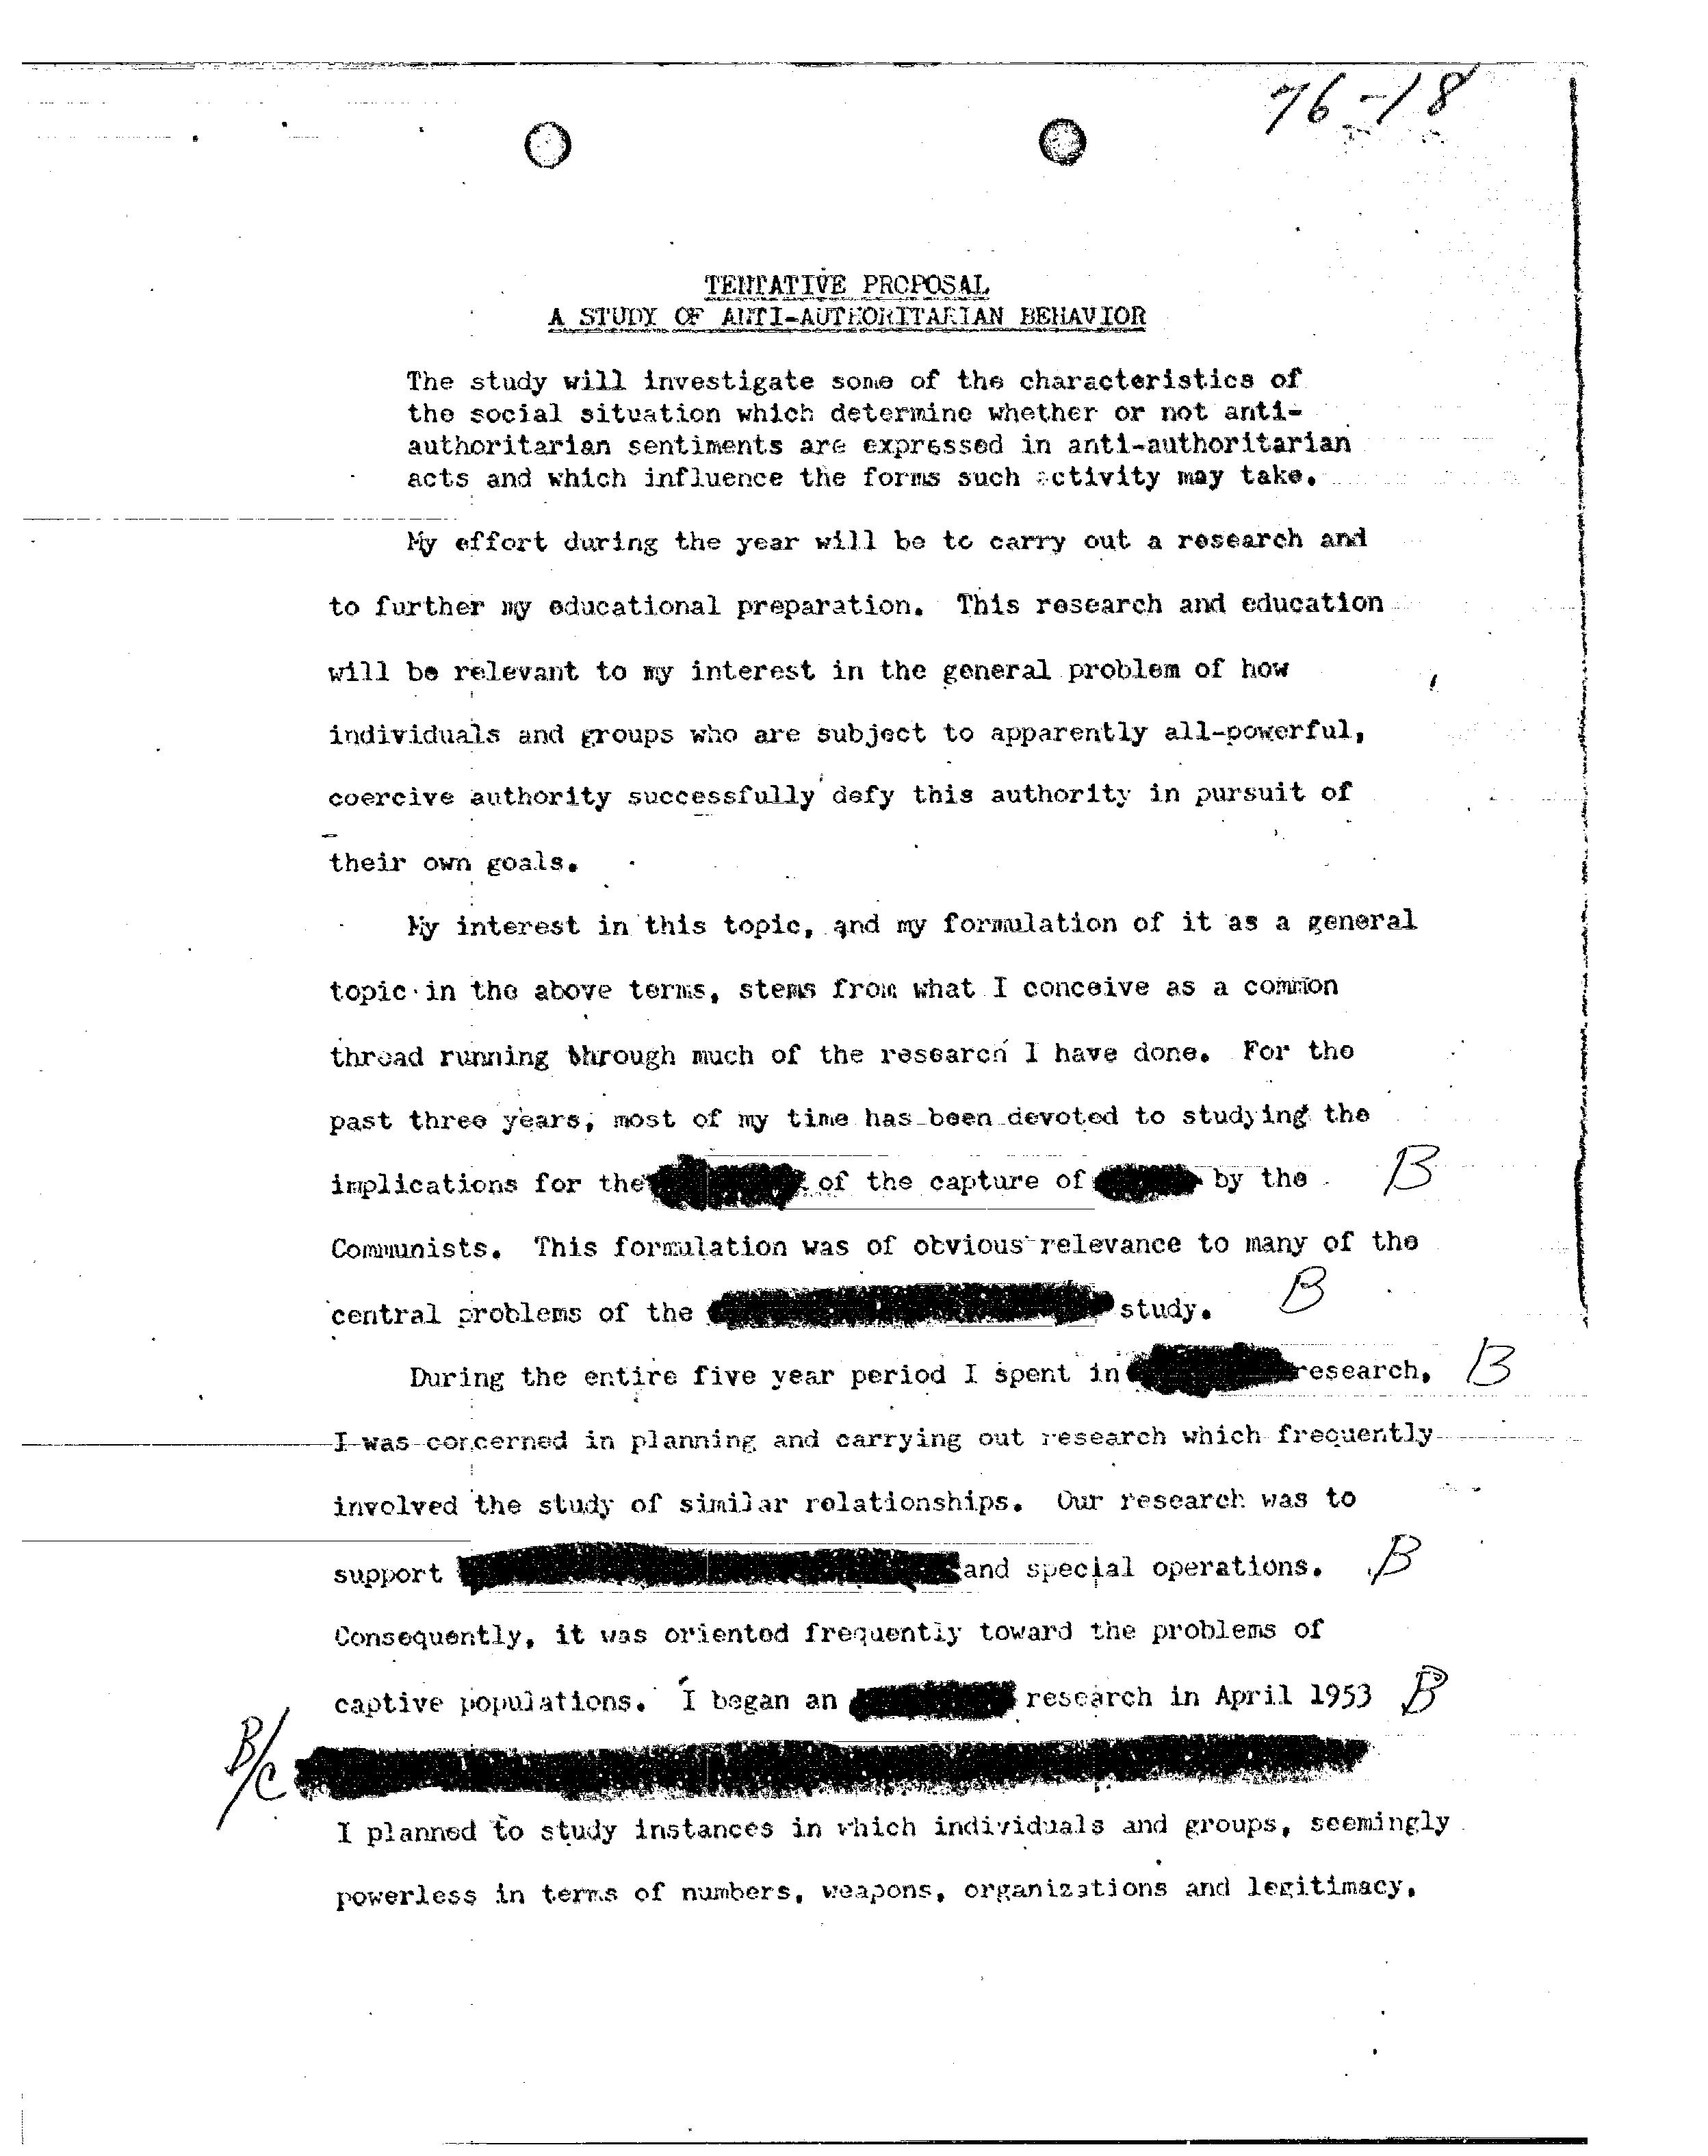 76-18
TENTATIVE PROPOSAL
A STUDY OF ANTI-AUTHORITARIAN BEHAVIOR
The study will investigate some of the characteristics of
the social situation which determine whether or not anti-
authoritarian sentiments are expressed in anti-authoritarian
acts and which influence the forms such activity may take.
My effort during the year will be to carry out a research and
to further my educational preparation. This research and education
will be relevant to my interest in the general problem of how
individuals and groups who are subject to apparently all-powerful,
coercive authority successfully defy this authority in pursuit of
their own goals.
My interest in this topic, and my formulation of it as a general
topic in the above terms, stems from what I conceive as a common
thread running through much of the research I have done. For the
past three years, most of my time has been devoted to studying the
implications for the of the capture of by the B
Communists. This formulation was of obvious relevance to many of the
central problems of the study. B
During the entire five year period I spent in research, B
I was concerned in planning and carrying out research which frequently
involved the study of similar relationships. Our research was to
support and special operations. B
Consequently, it was oriented frequently toward the problems of
captive populations. I began an research in April 1953 B
B/C
I planned to study instances in which individuals and groups, seemingly
powerless in terms of numbers, weapons, organizations and legitimacy,